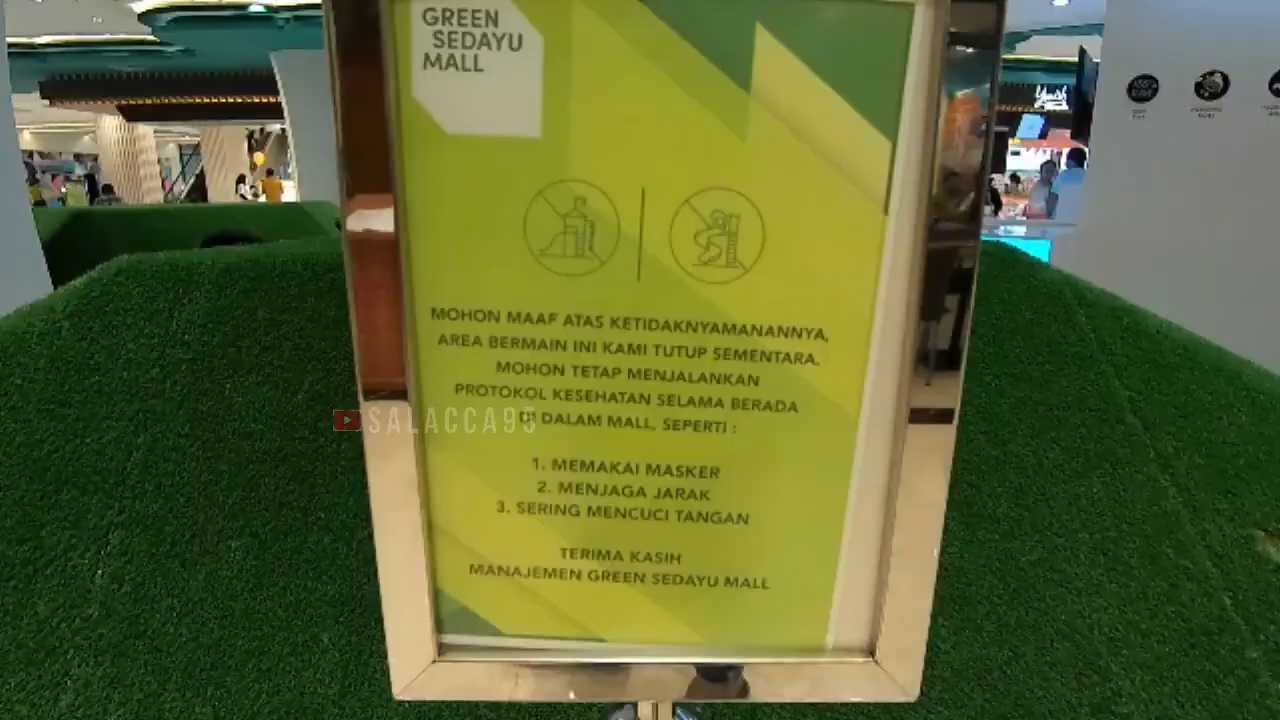 GREEN
SEDAYU
MALL
MOHON MAAF ATAS KETIDAKNYAMANANNYA,
AREA BERMAIN INI KAMI TUTUP SEMENTARA.
MOHON TETAP MENJALANKAN
PROTOKOL KESEHATAN SELAMA BERADA
DI DALAM MALL, SEPERTI :
SALACCA95
1. MEMAKAI MASKER
2. MENJAGA JARAK
3. SERING MENCUCI TANGAN
TERIMA KASIH
MANAJEMEN GREEN SEDAYU MALL